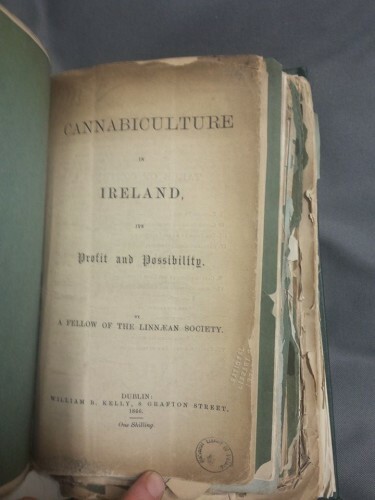 CANNABICULTURE
IN
IRELAND,
ITS
Profit and Possibility.
BY
A FELLOW OF THE LINNÆAN SOCIETY.
DUBLIN:
WILLIAM B. KELLY, 8 GRAFTON STREET,
One Shilling.